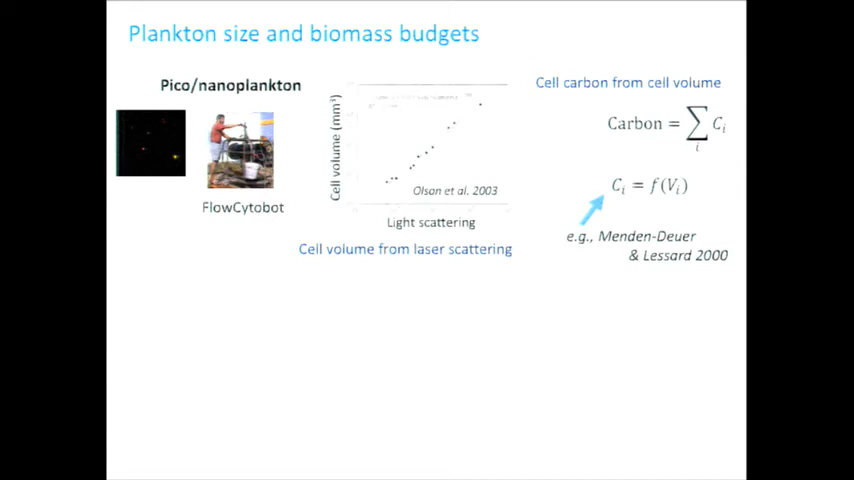 Plankton size and biomass budgets
Pico/nanoplankton
FlowCytobot
Cell volume (mm³)
Olson et al. 2003
Light scattering
Cell volume from laser scattering
Cell carbon from cell volume
Carbon = ∑ᵢ Cᵢ
Cᵢ = f(Vᵢ)
e.g., Menden-Deuer
& Lessard 2000